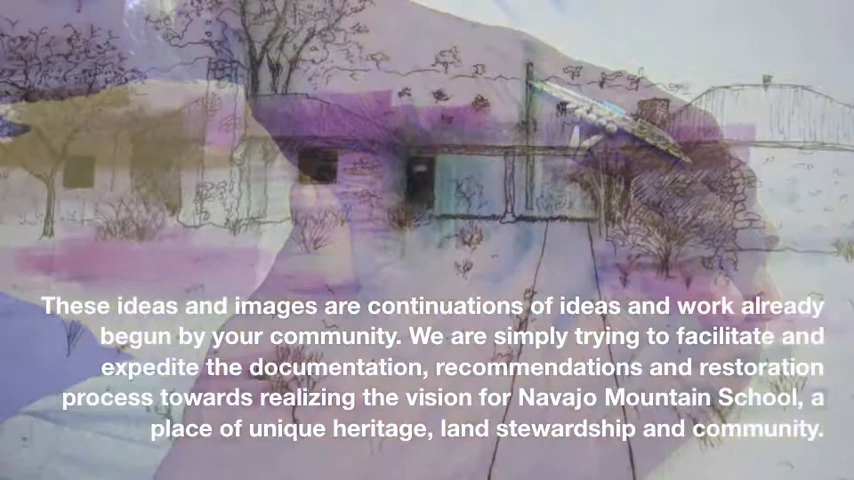 These ideas and images are continuations of ideas and work already
begun by your community. We are simply trying to facilitate and
expedite the documentation, recommendations and restoration
process towards realizing the vision for Navajo Mountain School, a
place of unique heritage, land stewardship and community.